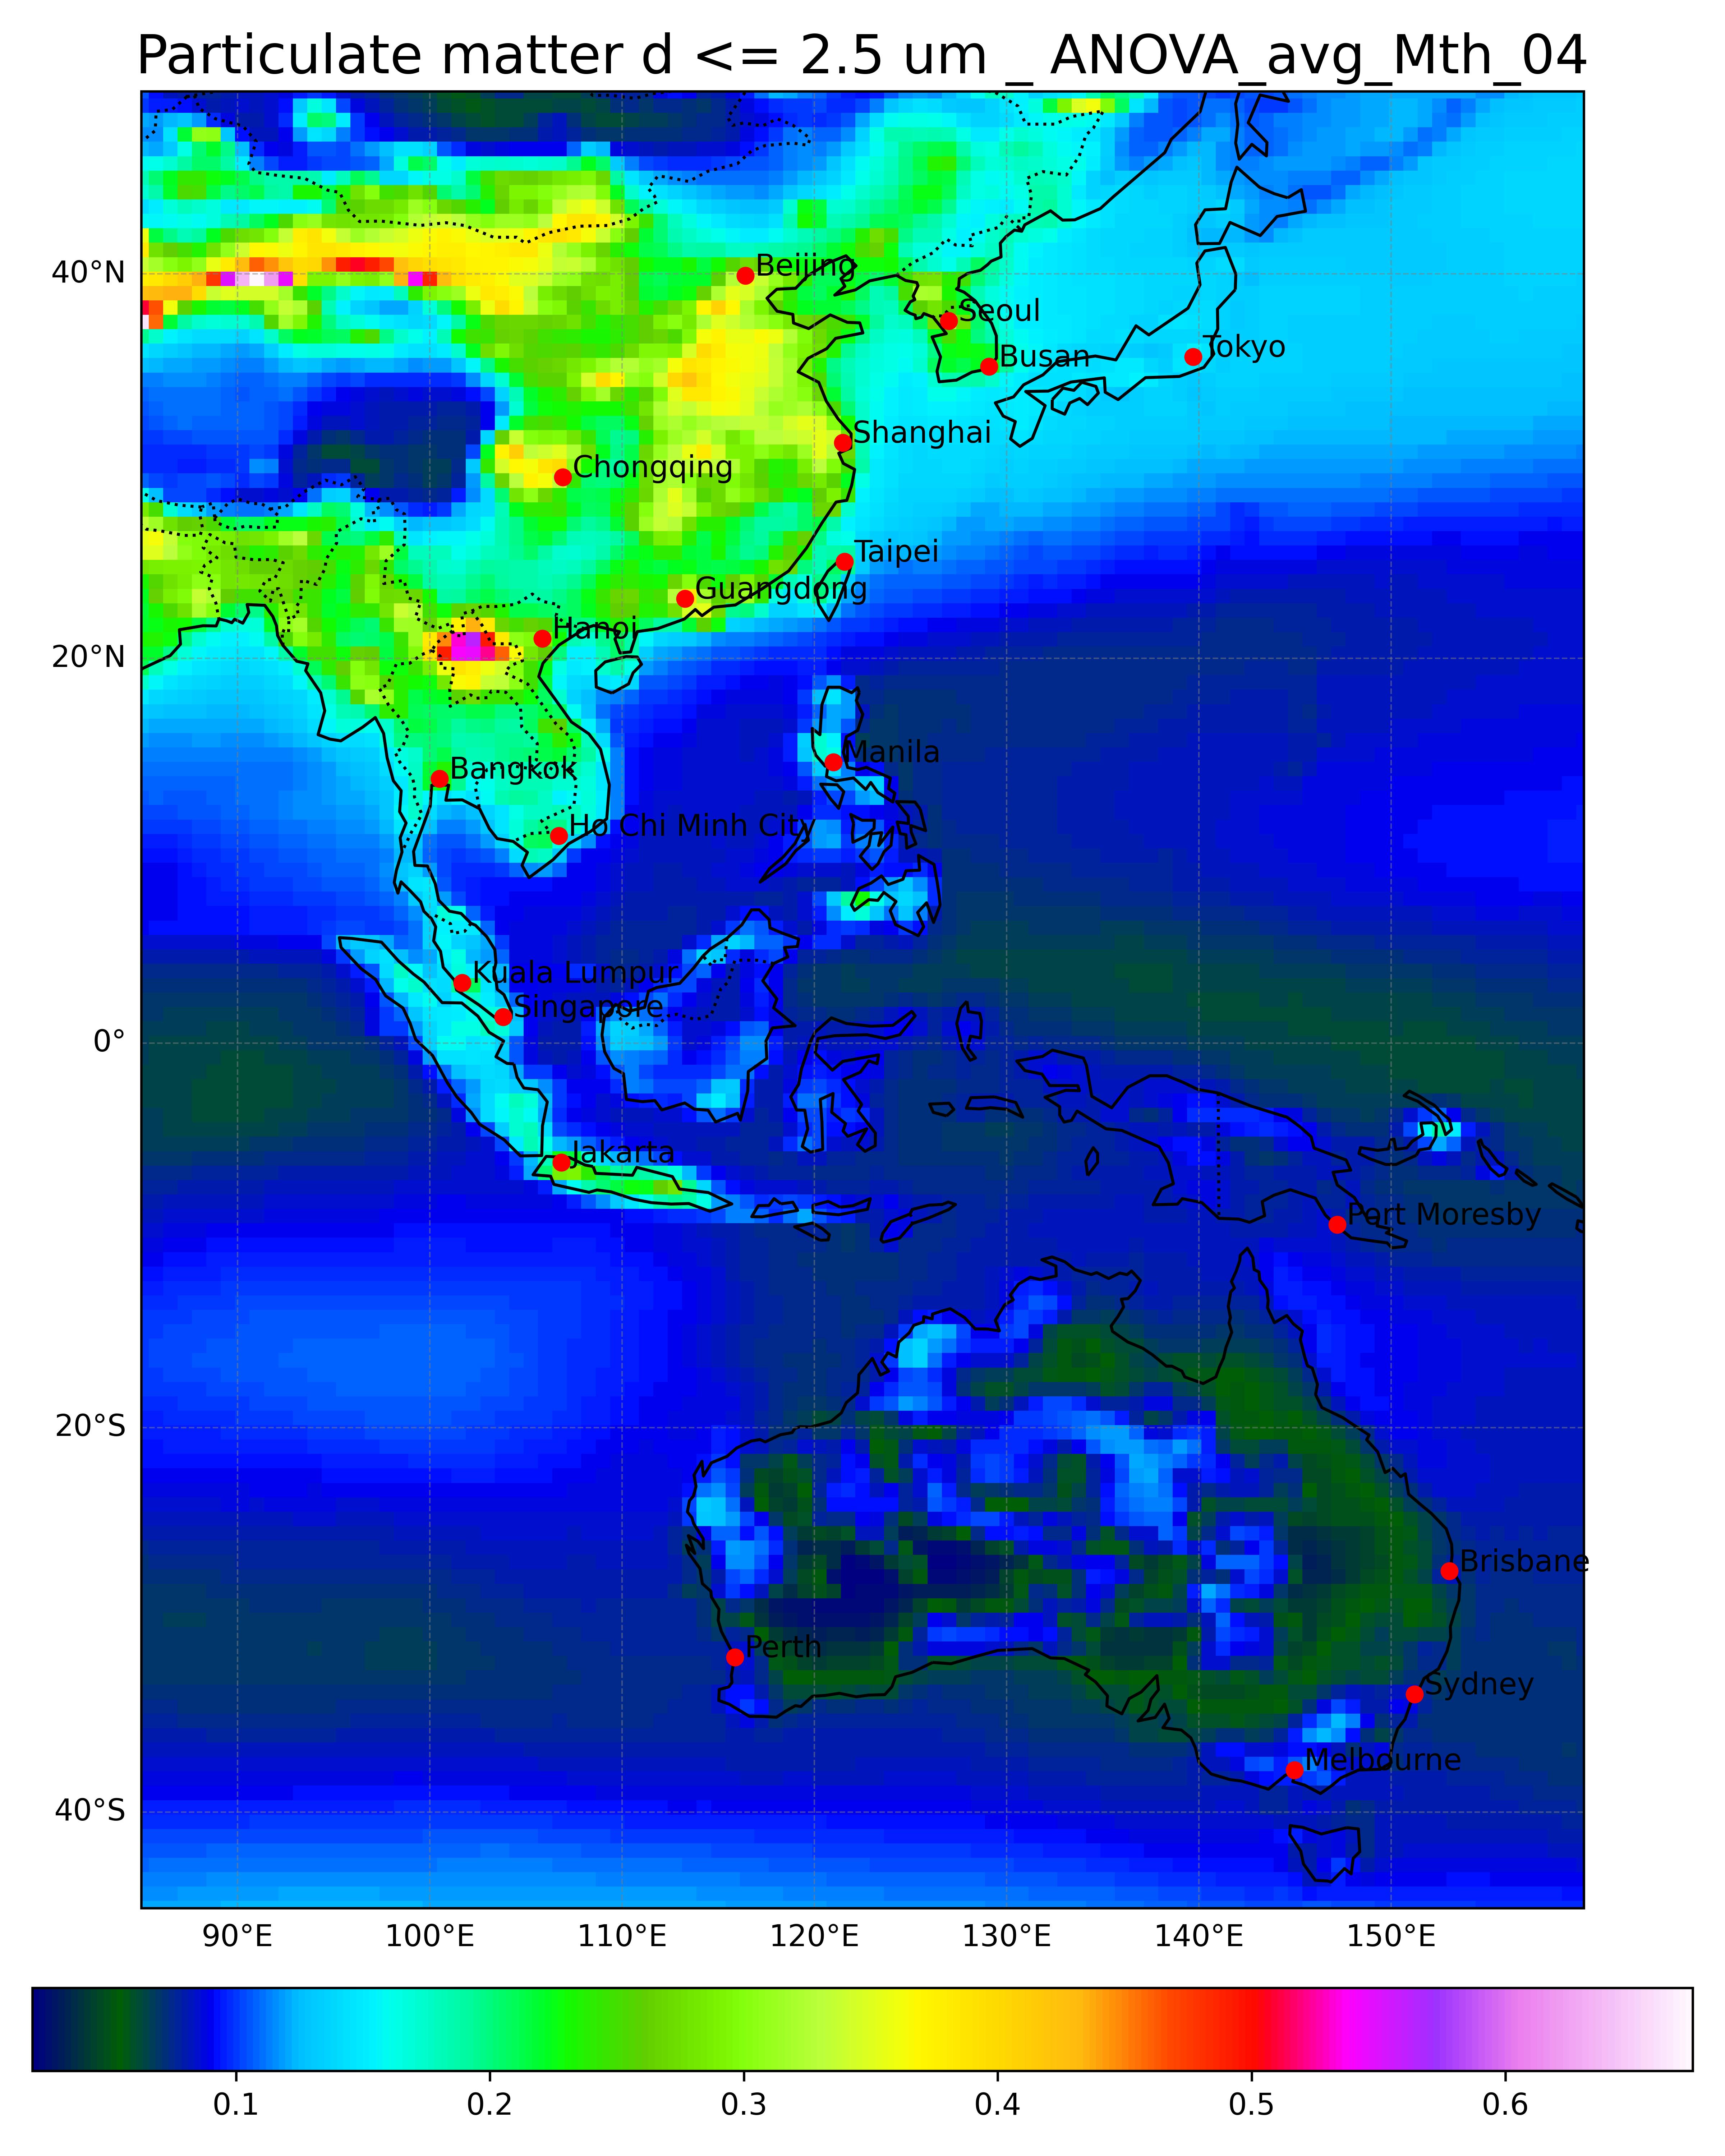 Particulate matter d <= 2.5 um _ ANOVA_avg_Mth_04
40°N
20°N
0°
20°S
40°S
Beijing
Seoul
Busan
Tokyo
Shanghai
Chongqing
Taipei
Guangdong
Hanoi
Manila
Bangkok
Ho Chi Minh City
Kuala Lumpur
Singapore
Jakarta
Port Moresby
Brisbane
Perth
Sydney
Melbourne
90°E 100°E 110°E 120°E 130°E 140°E 150°E
0.1 0.2 0.3 0.4 0.5 0.6